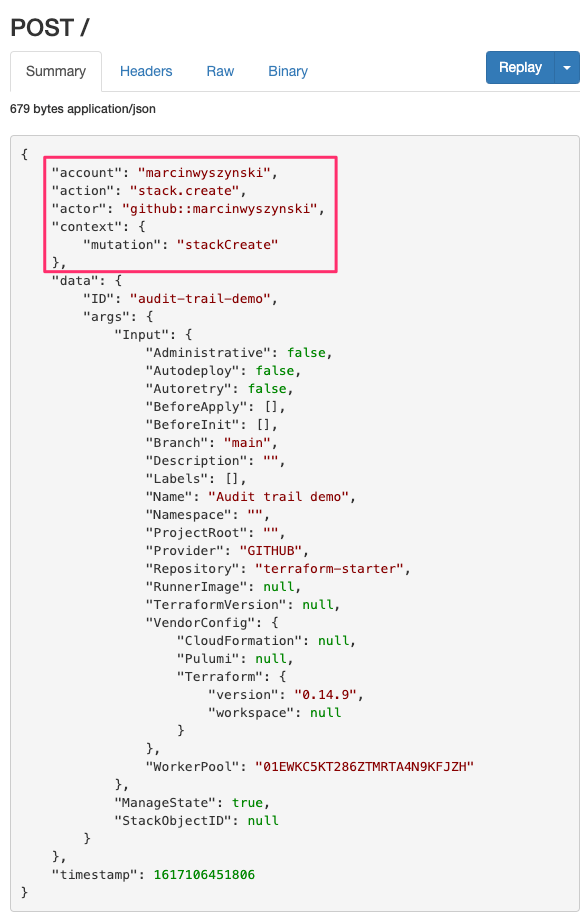 POST /
Summary Headers Raw Binary Replay
679 bytes application/json
{
    "account": "marcinwyszynski",
    "action": "stack.create",
    "actor": "github::marcinwyszynski",
    "context": {
        "mutation": "stackCreate"
    },
    "data": {
        "ID": "audit-trail-demo",
        "args": {
            "Input": {
                "Administrative": false,
                "Autodeploy": false,
                "Autoretry": false,
                "BeforeApply": [],
                "BeforeInit": [],
                "Branch": "main",
                "Description": "",
                "Labels": [],
                "Name": "Audit trail demo",
                "Namespace": "",
                "ProjectRoot": "",
                "Provider": "GITHUB",
                "Repository": "terraform-starter",
                "RunnerImage": null,
                "TerraformVersion": null,
                "VendorConfig": {
                    "CloudFormation": null,
                    "Pulumi": null,
                    "Terraform": {
                        "version": "0.14.9",
                        "workspace": null
                    }
                },
                "WorkerPool": "01EWKC5KT286ZTMRTA4N9KFJZH"
            },
            "ManageState": true,
            "StackObjectID": null
        }
    },
    "timestamp": 1617106451806
}